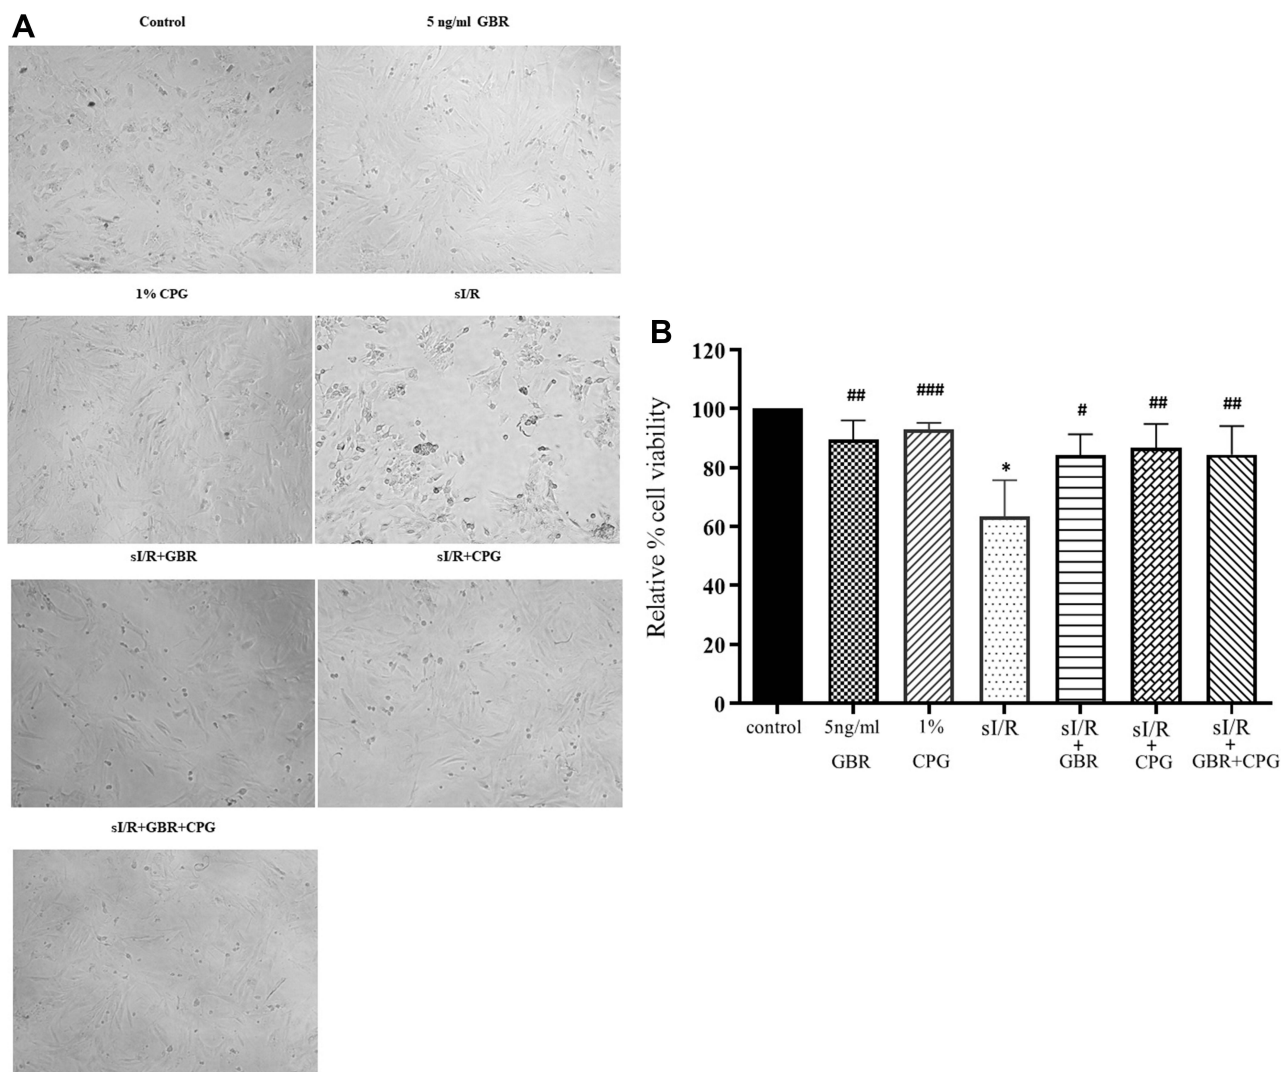 A
Control
5 ng/ml GBR
1% CPG
sI/R
sI/R+GBR
sI/R+CPG
sI/R+GBR+CPG
B
Relative % cell viability
120
100
80
60
40
20
0
##
###
*
#
##
##
control
5ng/ml
GBR
1%
CPG
sI/R
sI/R
+
GBR
sI/R
+
CPG
sI/R
+
GBR+CPG